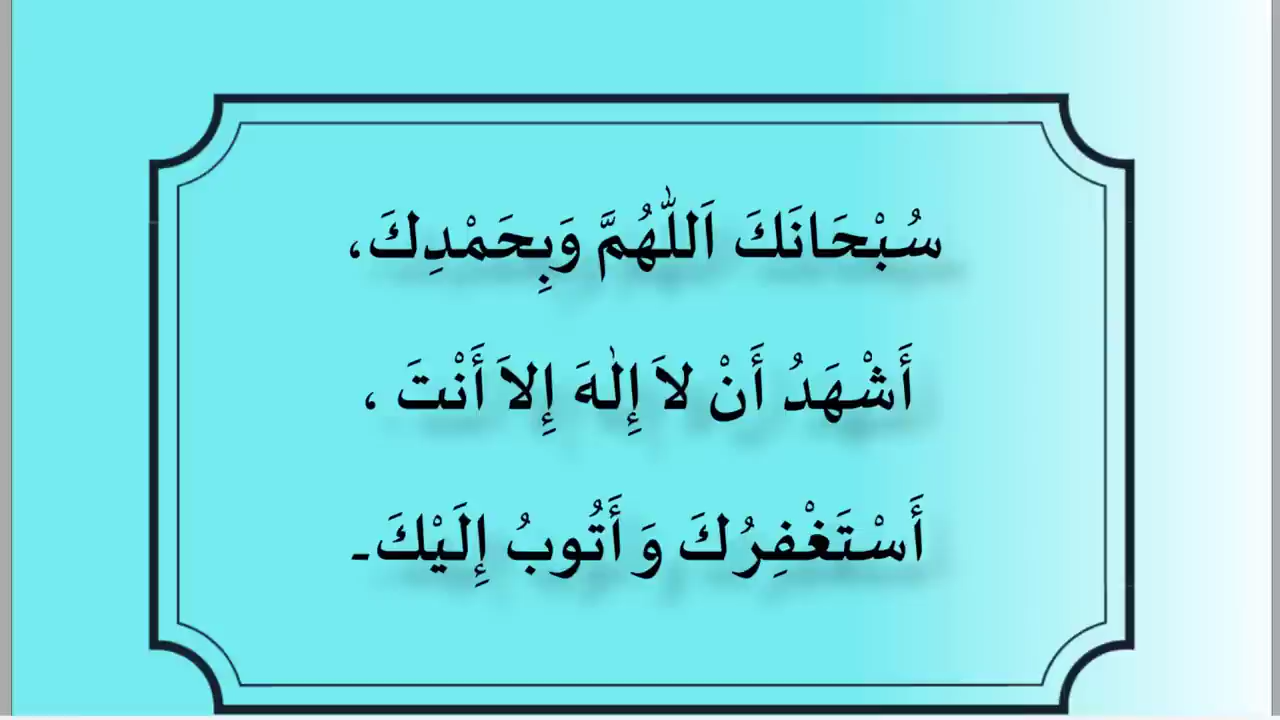 سُبْحَانَكَ اَللّٰهُمَّ وَبِحَمْدِكَ،
أَشْهَدُ أَنْ لاَ إِلٰهَ إِلاَ أَنْتَ ،
أَسْتَغْفِرُكَ وَ أَتُوبُ إِلَيْكَ۔